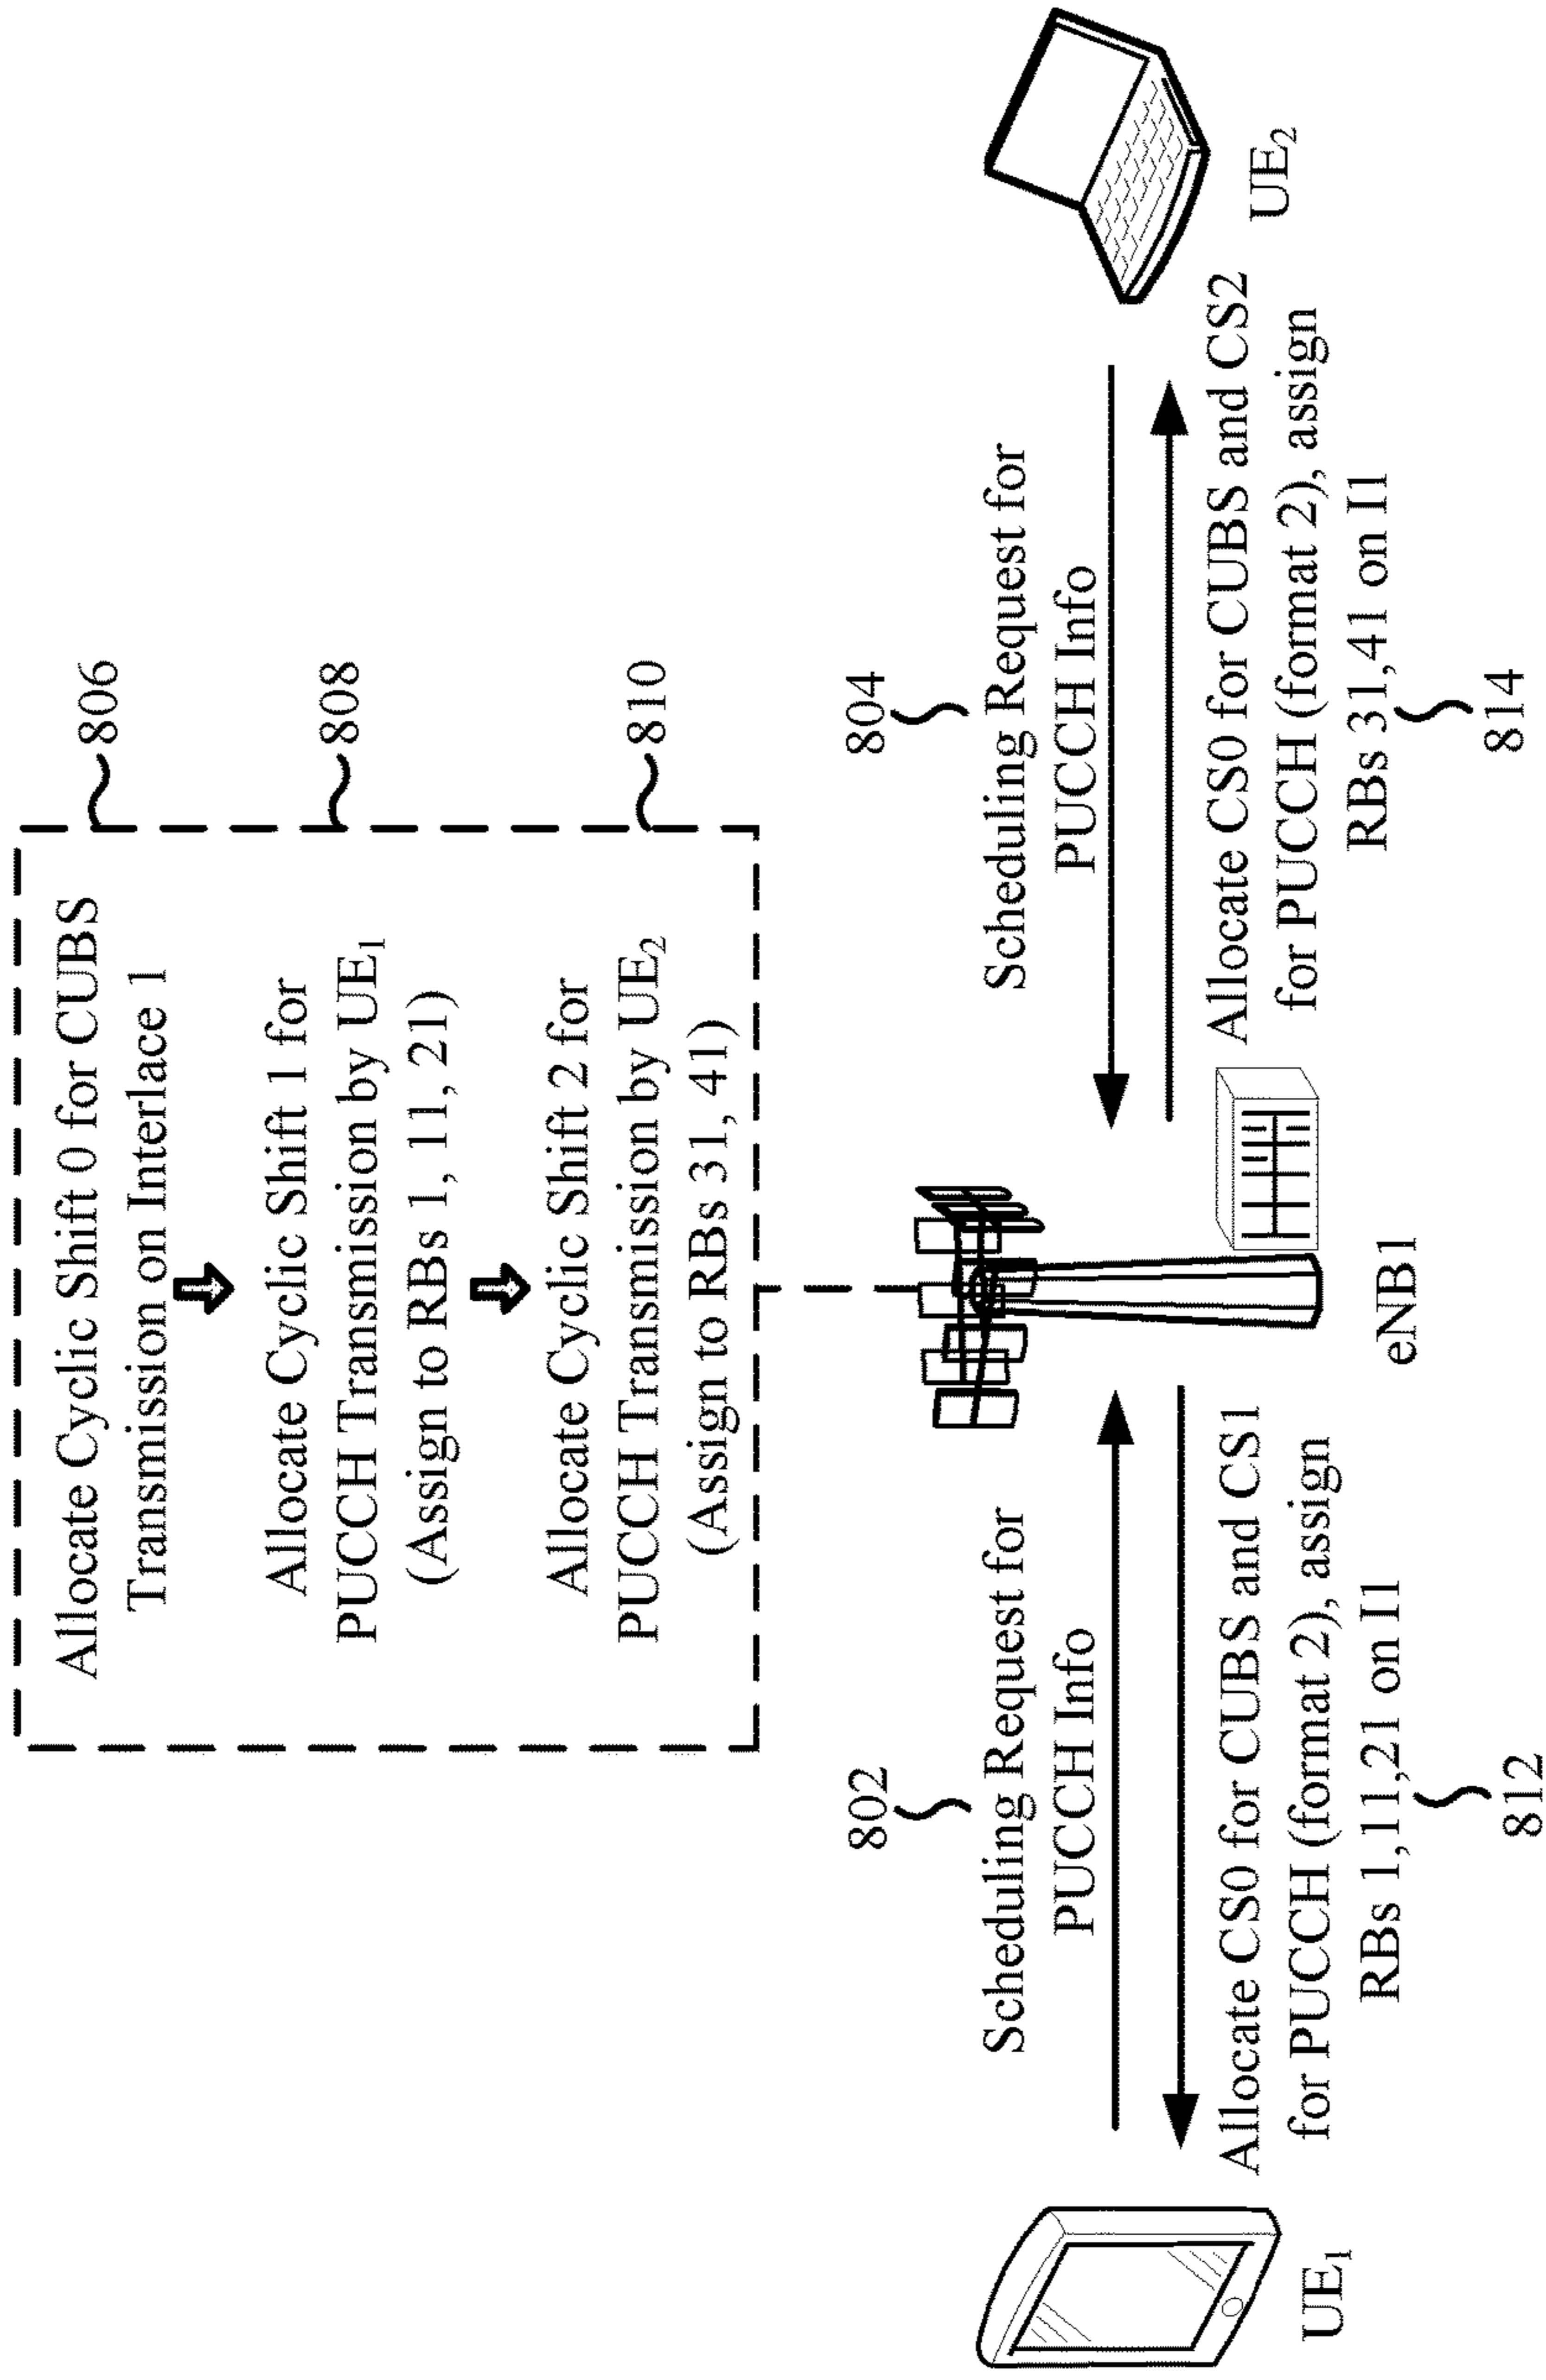 Allocate Cyclic Shift 0 for CUBS
Transmission on Interlace 1
806
Allocate Cyclic Shift 1 for
PUCCH Transmission by UE₁
(Assign to RBs 1, 11, 21)
808
Allocate Cyclic Shift 2 for
PUCCH Transmission by UE₂
(Assign to RBs 31, 41)
810
802
Scheduling Request for
PUCCH Info
804
Scheduling Request for
PUCCH Info
Allocate CS0 for CUBS and CS1
for PUCCH (format 2), assign
RBs 1,11,21 on I1
812
Allocate CS0 for CUBS and CS2
for PUCCH (format 2), assign
RBs 31,41 on I1
814
UE₁
eNB1
UE₂